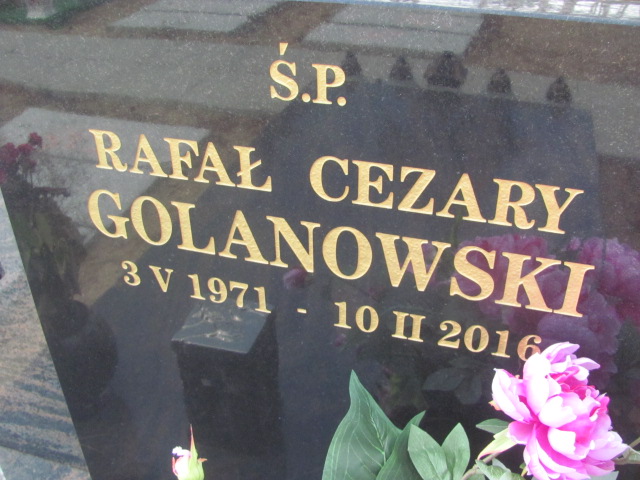 Ś.P.
RAFAŁ CEZARY
GOLANOWSKI
3 V 1971 - 10 II 2016